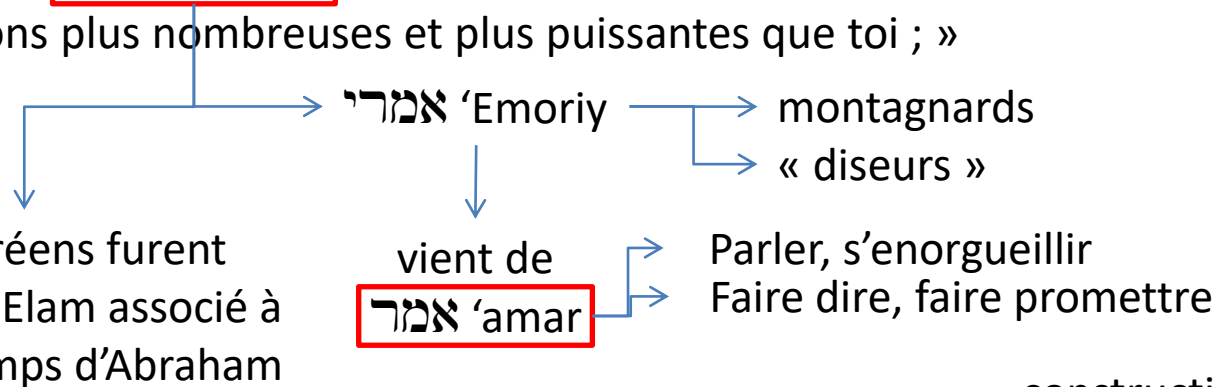 ons plus nombreuses et plus puissantes que toi ; »
אמרי ‘Emoriy
montagnards
« diseurs »
réens furent
Elam associé à
mps d’Abraham
vient de
אמר ‘amar
Parler, s’enorgueillir
Faire dire, faire promettre